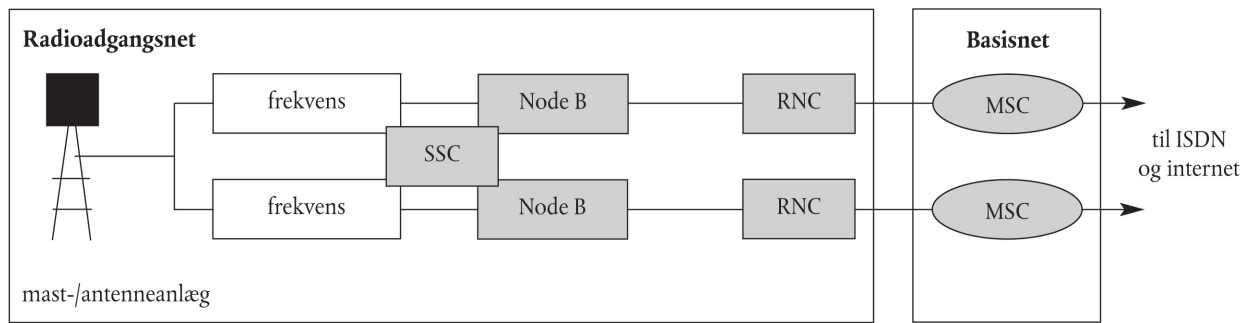 Radioadgangsnet
Basisnet
frekvens
Node B
RNC
MSC
SSC
til ISDN
og internet
frekvens
Node B
RNC
MSC
mast-/antenneanlæg